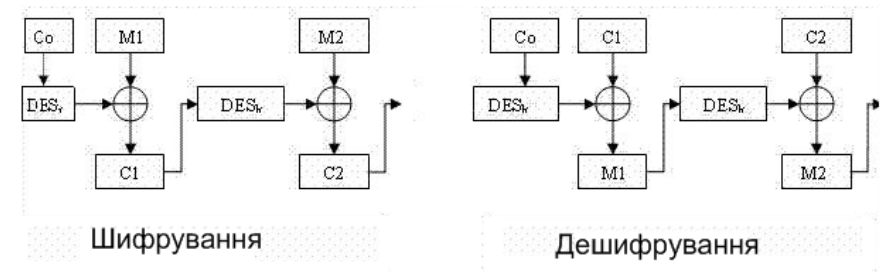 Co M1 M2 Co C1 C2
DESk DESk DESk DESk
C1 C2 M1 M2
Шифрування Дешифрування